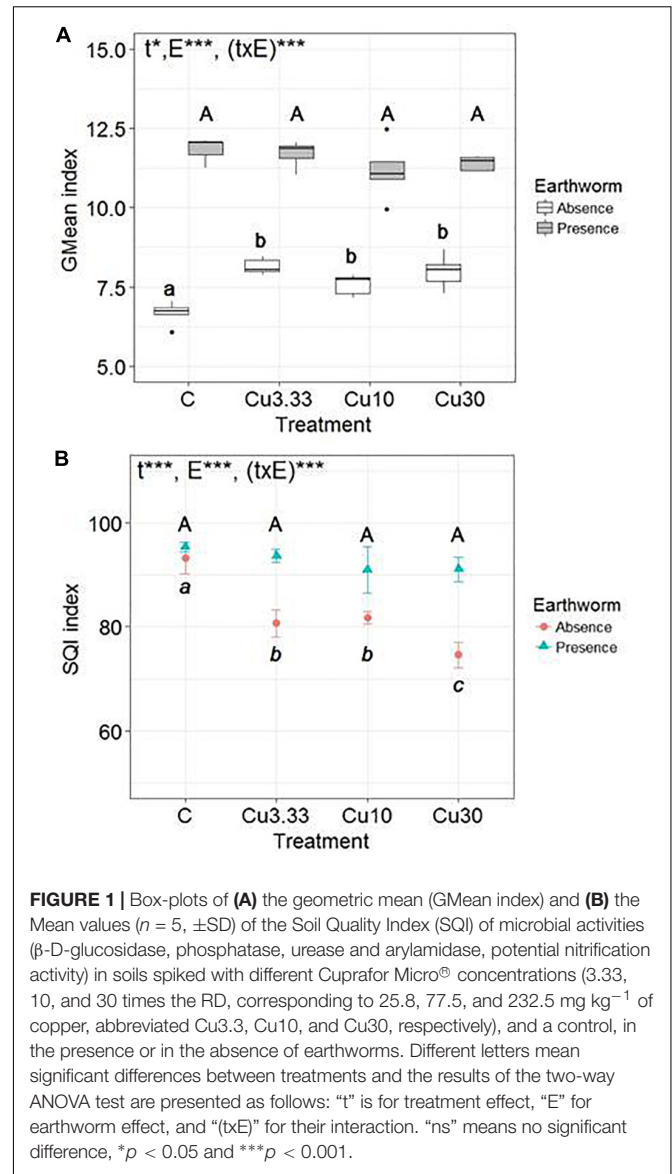 A
t*,E***, (txE)***
15.0
12.5
10.0
7.5
5.0
GMean index
A A A A
a b b b
C Cu3.33 Cu10 Cu30
Treatment
Earthworm
Absence
Presence
B
t***, E***, (txE)***
100
80
60
SQI index
A A A A
a b b c
C Cu3.33 Cu10 Cu30
Treatment
Earthworm
Absence
Presence
FIGURE 1 | Box-plots of (A) the geometric mean (GMean index) and (B) the
Mean values (n = 5, ±SD) of the Soil Quality Index (SQI) of microbial activities
(β-D-glucosidase, phosphatase, urease and arylamidase, potential nitrification
activity) in soils spiked with different Cuprafor Micro® concentrations (3.33,
10, and 30 times the RD, corresponding to 25.8, 77.5, and 232.5 mg kg−1 of
copper, abbreviated Cu3.3, Cu10, and Cu30, respectively), and a control, in
the presence or in the absence of earthworms. Different letters mean
significant differences between treatments and the results of the two-way
ANOVA test are presented as follows: “t” is for treatment effect, “E” for
earthworm effect, and “(txE)” for their interaction. “ns” means no significant
difference, *p < 0.05 and ***p < 0.001.